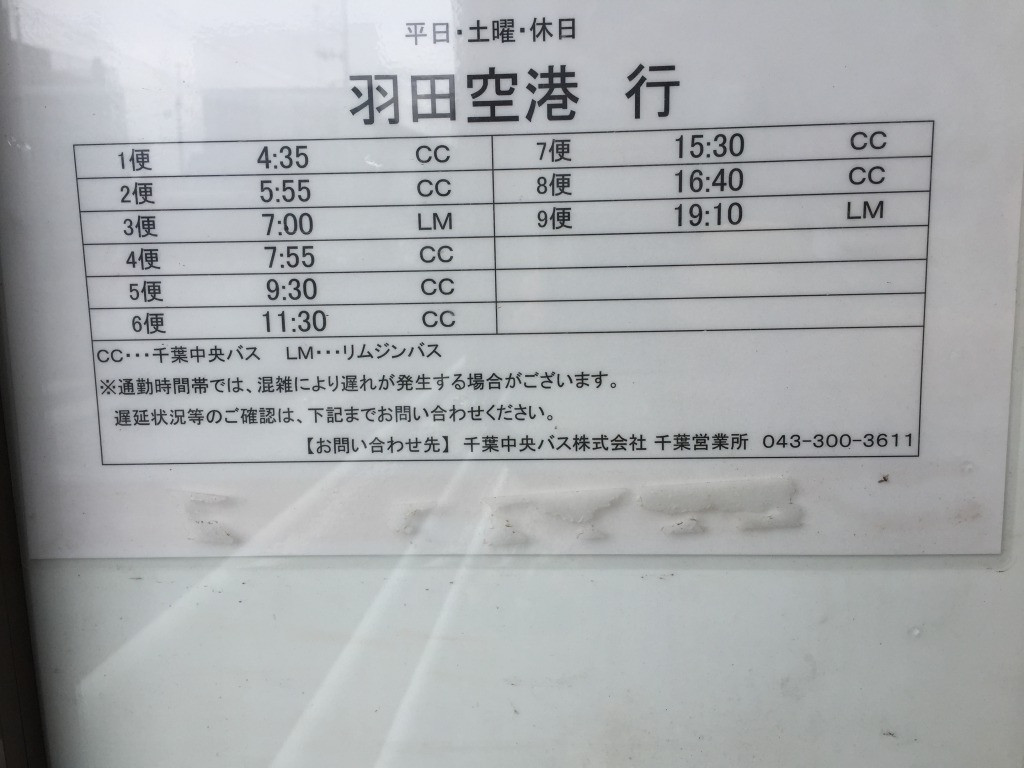 平日・土曜・休日
羽田空港 行
1便 4:35 CC 7便 15:30 CC
2便 5:55 CC 8便 16:40 CC
3便 7:00 LM 9便 19:10 LM
4便 7:55 CC
5便 9:30 CC
6便 11:30 CC
CC・・・千葉中央バス LM・・・リムジンバス
※通勤時間帯では、混雑により遅れが発生する場合がございます。
遅延状況等のご確認は、下記までお問い合わせください。
【お問い合わせ先】 千葉中央バス株式会社 千葉営業所 043-300-3611